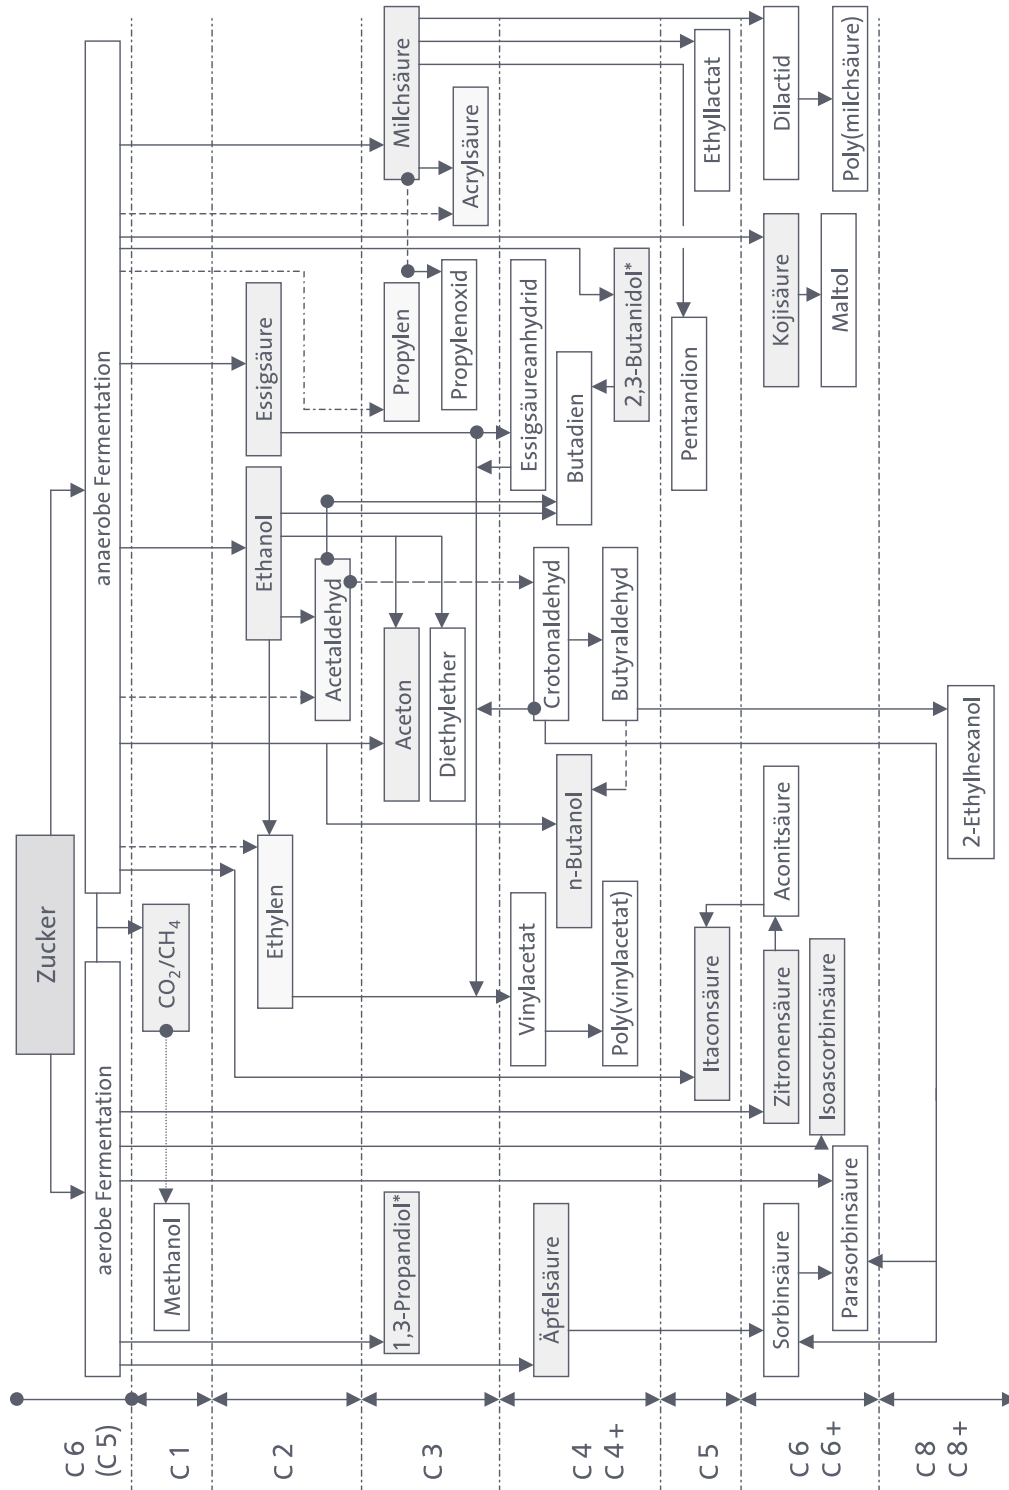 Zucker
aerobe Fermentation
anaerobe Fermentation
C 6
(C 5)
Methanol
CO₂/CH₄
C 1
Ethylen
Acetaldehyd
Ethanol
Essigsäure
C 2
1,3-Propandiol*
Aceton
Diethylether
Propylen
Propylenoxid
Milchsäure
Acrylsäure
C 3
Äpfelsäure
Vinylacetat
Poly(vinylacetat)
n-Butanol
Crotonaldehyd
Butyraldehyd
Essigsäureanhydrid
Butadien
2,3-Butanidol*
C 4
C 4+
Itaconsäure
Pentandion
Ethyllactat
C 5
Sorbinsäure
Parasorbinsäure
Zitronensäure
Isoascorbinsäure
Aconitsäure
Kojisäure
Maltol
Dilactid
Poly(milchsäure)
C 6
C 6+
2-Ethylhexanol
C 8
C 8+